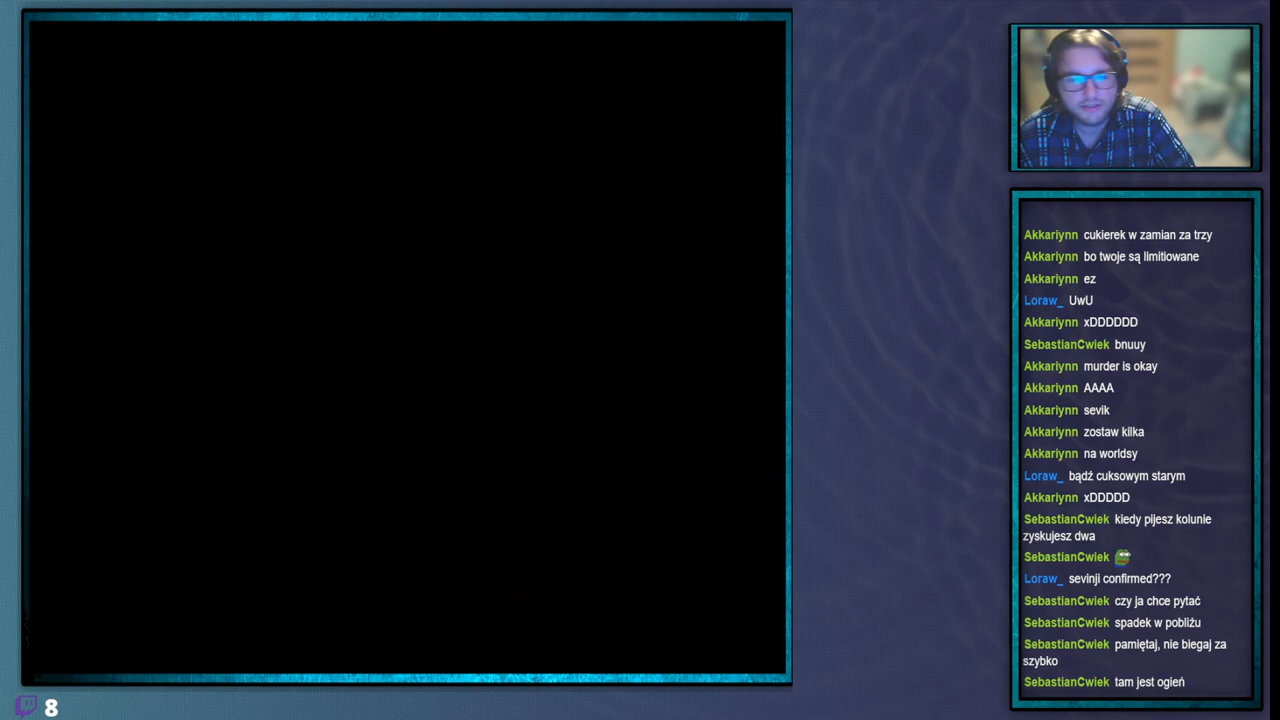 Akkariynn cukierek w zamian za trzy
Akkariynn bo twoje są limitiowane
Akkariynn ez
Loraw_ UwU
Akkariynn xDDDDDD
SebastianCwiek bnuuy
Akkariynn murder is okay
Akkariynn AAAA
Akkariynn sevik
Akkariynn zostaw kilka
Akkariynn na worldsy
Loraw_ bądź cuksowym starym
Akkariynn xDDDDD
SebastianCwiek kiedy pijesz kolunie
zyskujesz dwa
SebastianCwiek
Loraw_ sevinji confirmed???
SebastianCwiek czy ja chce pytać
SebastianCwiek spadek w pobliżu
SebastianCwiek pamiętaj, nie biegaj za
szybko
SebastianCwiek tam jest ogień
8